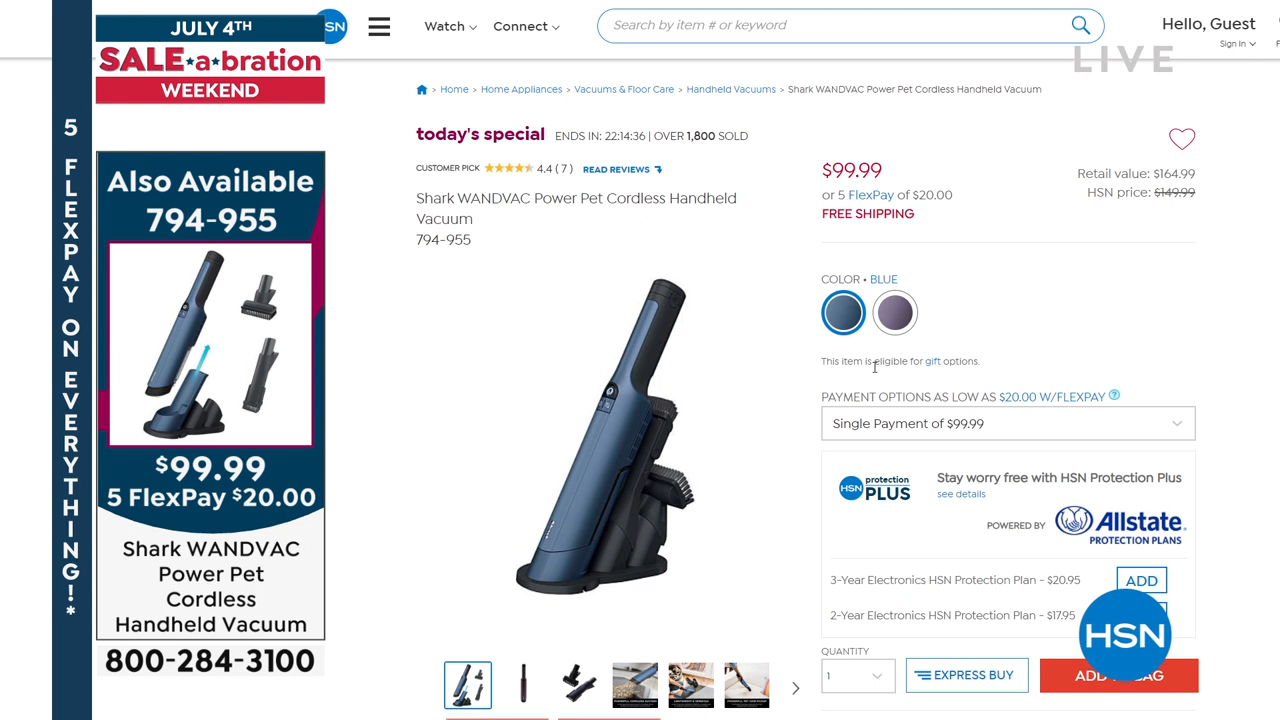 JULY 4TH
SALE★a★bration
WEEKEND
5 FLEXPAY ON EVERYTHING!*
Also Available
794-955
$99.99
5 FlexPay $20.00
Shark WANDVAC
Power Pet
Cordless
Handheld Vacuum
800-284-3100
SN
Watch
Connect
Search by item # or keyword
Hello, Guest
Sign In
LIVE
> Home > Home Appliances > Vacuums & Floor Care > Handheld Vacuums > Shark WANDVAC Power Pet Cordless Handheld Vacuum
today's special ENDS IN: 22:14:36 | OVER 1,800 SOLD
CUSTOMER PICK 4.4 ( 7 ) READ REVIEWS
Shark WANDVAC Power Pet Cordless Handheld
Vacuum
794-955
$99.99
or 5 FlexPay of $20.00
FREE SHIPPING
Retail value: $164.99
HSN price: $149.99
COLOR • BLUE
This item is eligible for gift options.
PAYMENT OPTIONS AS LOW AS $20.00 W/FLEXPAY ?
Single Payment of $99.99
HSN protection PLUS
Stay worry free with HSN Protection Plus
see details
POWERED BY Allstate
PROTECTION PLANS
3-Year Electronics HSN Protection Plan - $20.95 ADD
2-Year Electronics HSN Protection Plan - $17.95
HSN
QUANTITY
1
EXPRESS BUY
ADD AG